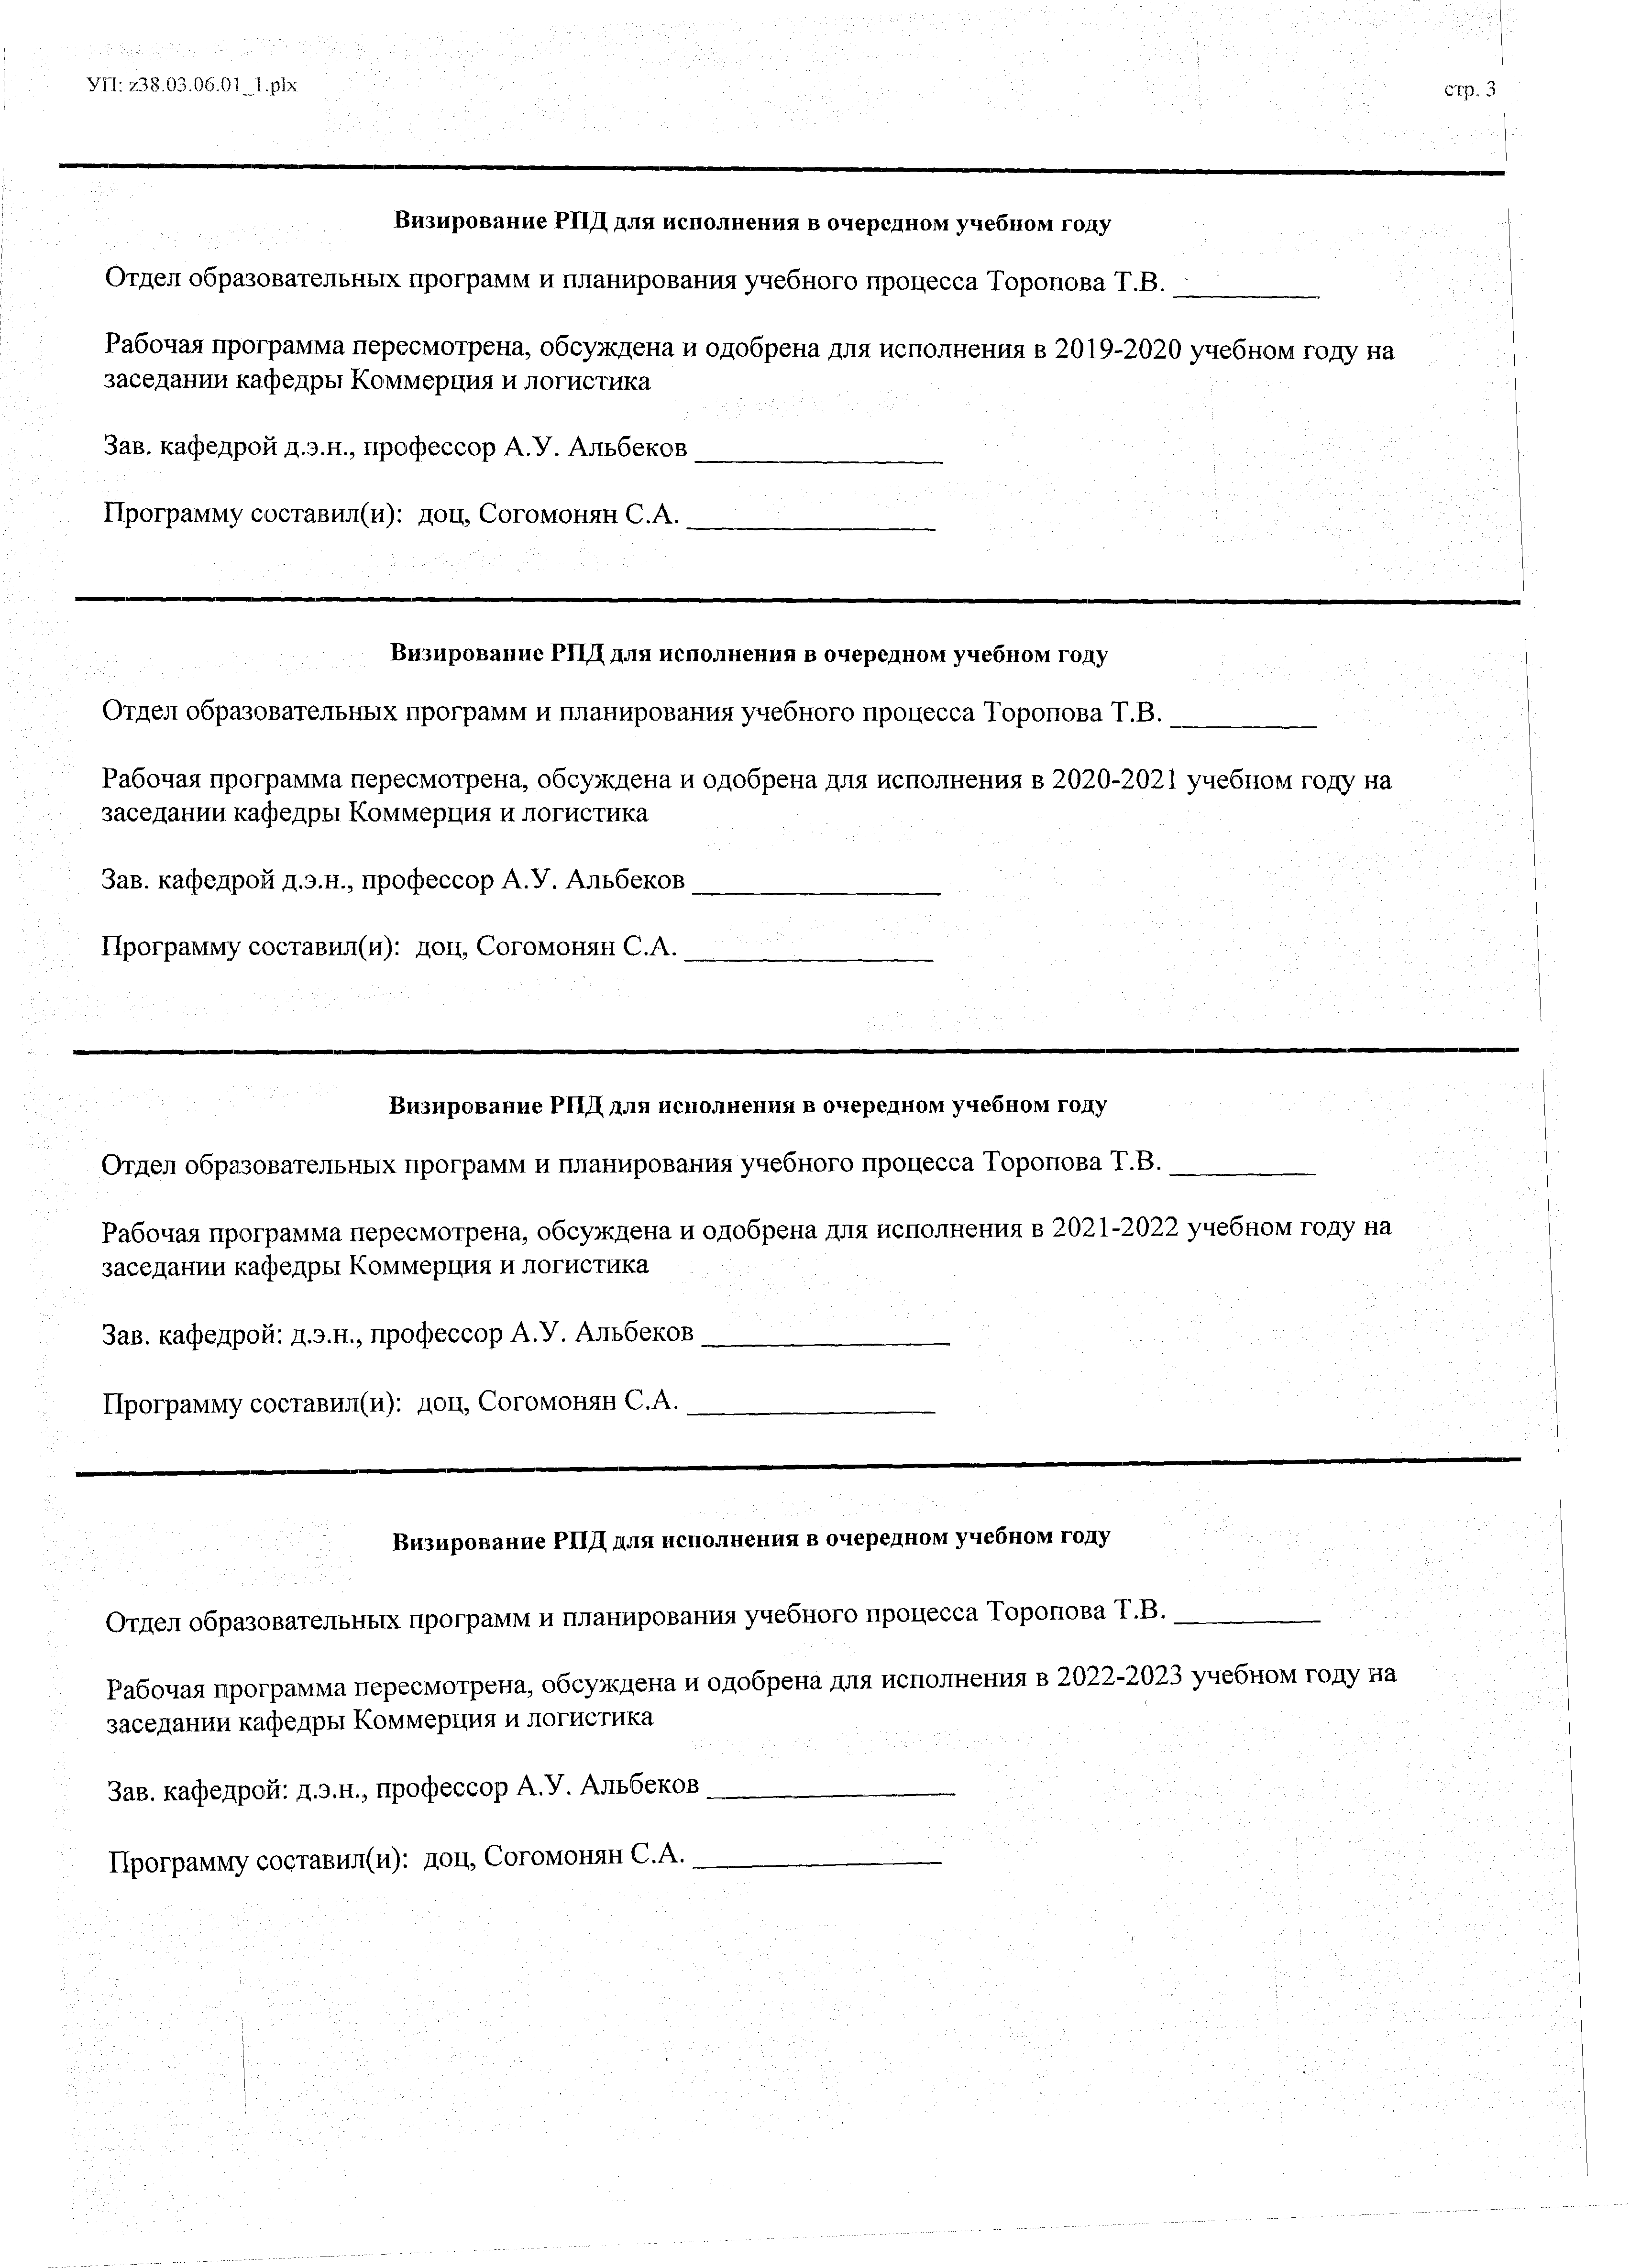 УП: z38.03.06.01_1.plx
стр. 3
Визирование РПД для исполнения в очередном учебном году
Отдел образовательных программ и планирования учебного процесса Торопова Т.В. __________
Рабочая программа пересмотрена, обсуждена и одобрена для исполнения в 2019-2020 учебном году на
заседании кафедры Коммерция и логистика
Зав. кафедрой д.э.н., профессор А.У. Альбеков _________________
Программу составил(и): доц, Согомонян С.А. _________________
Визирование РПД для исполнения в очередном учебном году
Отдел образовательных программ и планирования учебного процесса Торопова Т.В. __________
Рабочая программа пересмотрена, обсуждена и одобрена для исполнения в 2020-2021 учебном году на
заседании кафедры Коммерция и логистика
Зав. кафедрой д.э.н., профессор А.У. Альбеков _________________
Программу составил(и): доц, Согомонян С.А. _________________
Визирование РПД для исполнения в очередном учебном году
Отдел образовательных программ и планирования учебного процесса Торопова Т.В. __________
Рабочая программа пересмотрена, обсуждена и одобрена для исполнения в 2021-2022 учебном году на
заседании кафедры Коммерция и логистика
Зав. кафедрой: д.э.н., профессор А.У. Альбеков _________________
Программу составил(и): доц, Согомонян С.А. _________________
Визирование РПД для исполнения в очередном учебном году
Отдел образовательных программ и планирования учебного процесса Торопова Т.В. __________
Рабочая программа пересмотрена, обсуждена и одобрена для исполнения в 2022-2023 учебном году на
заседании кафедры Коммерция и логистика
Зав. кафедрой: д.э.н., профессор А.У. Альбеков _________________
Программу составил(и): доц, Согомонян С.А. _________________